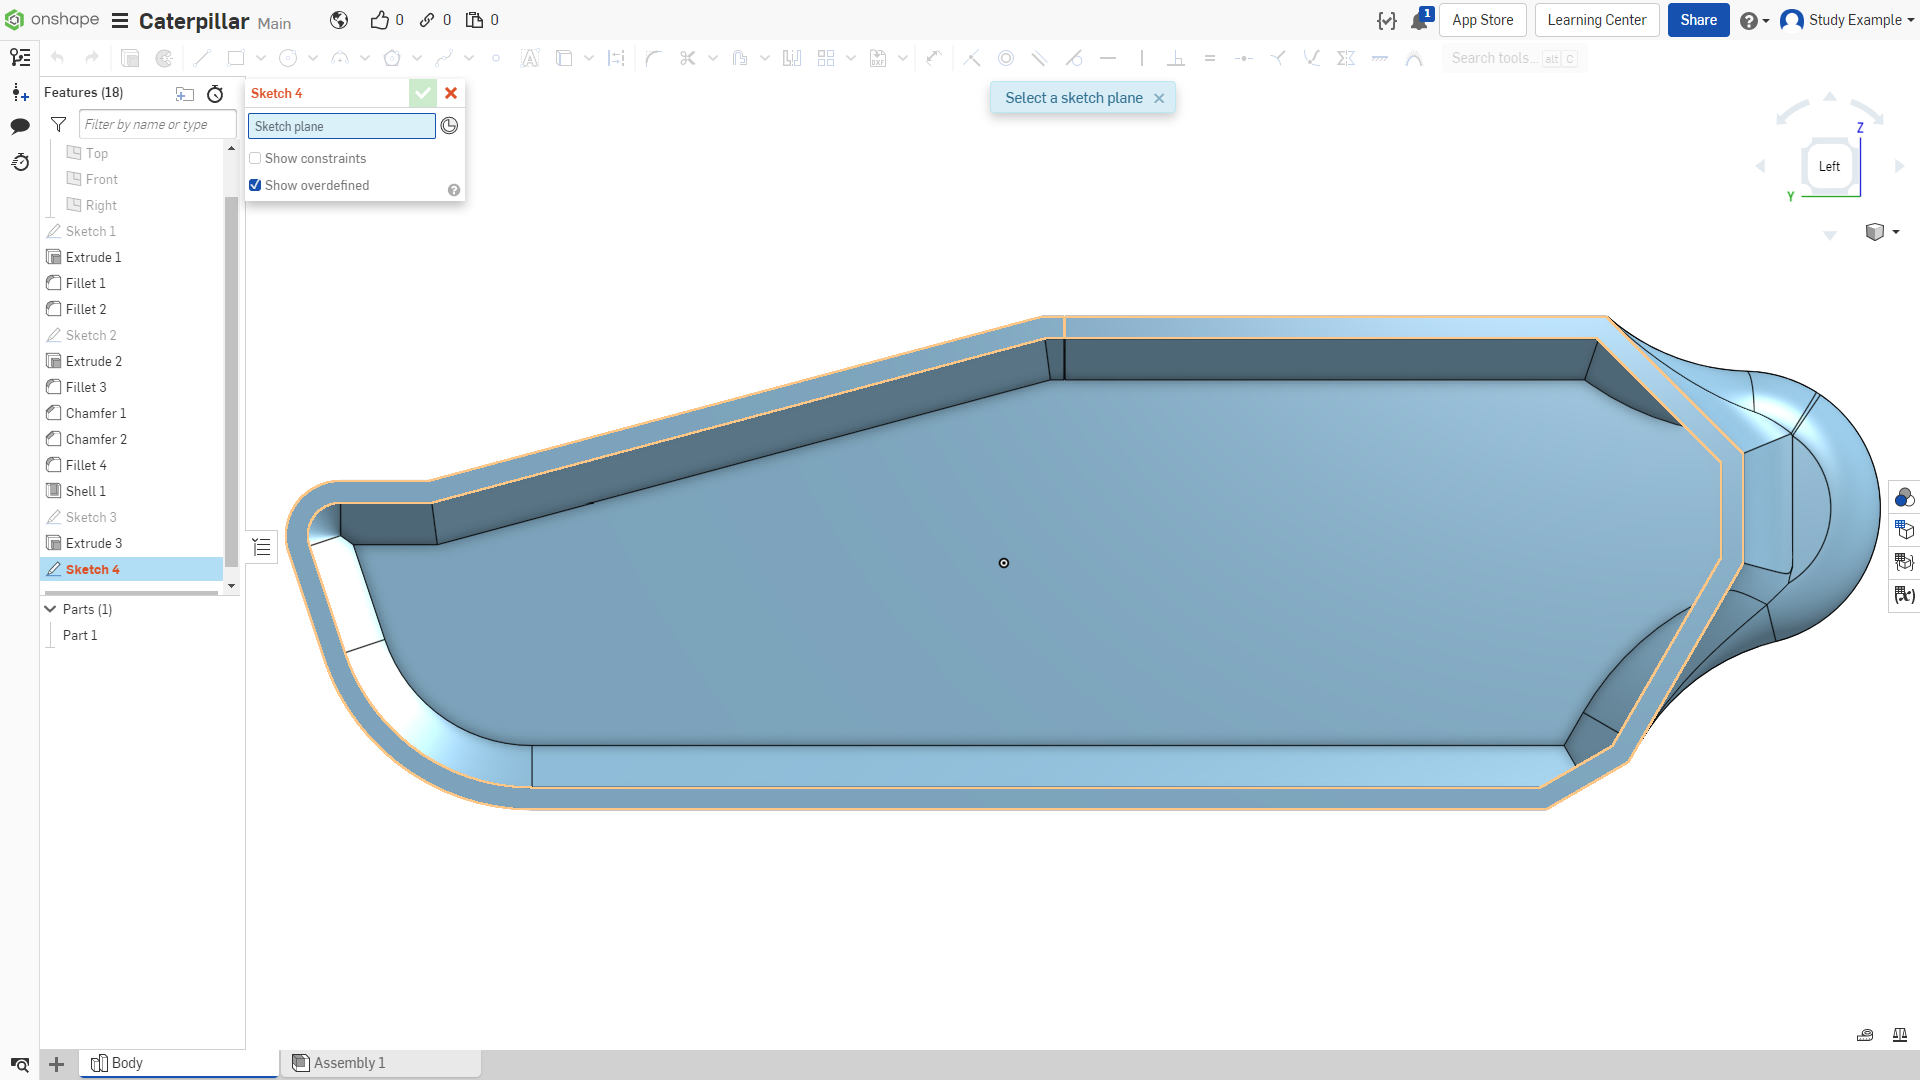 onshape
Caterpillar Main
0
0
0
1
App Store
Learning Center
Share
Study Example
Search tools... alt C
Features (18)
Filter by name or type
Top
Front
Right
Sketch 1
Extrude 1
Fillet 1
Fillet 2
Sketch 2
Extrude 2
Fillet 3
Chamfer 1
Chamfer 2
Fillet 4
Shell 1
Sketch 3
Extrude 3
Sketch 4
Parts (1)
Part 1
Sketch 4
Sketch plane
Show constraints
Show overdefined
Select a sketch plane
Z
Left
Y
(x)
Body
Assembly 1